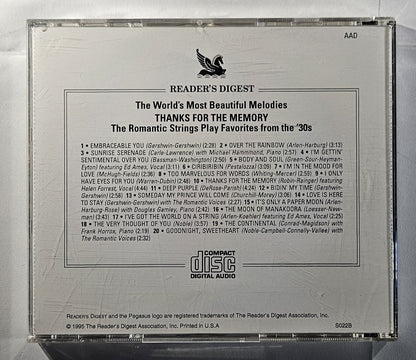 AAD
READER'S DIGEST
The World's Most Beautiful Melodies
THANKS FOR THE MEMORY
The Romantic Strings Play Favorites from the '30s
1 • EMBRACEABLE YOU (Gershwin-Gershwin) (2:28) 2 • OVER THE RAINBOW (Arlen-Harburg) (3:13)
3 • SUNRISE SERENADE (Carle-Lawrence) with Michael Hammmond, Piano (2:57) 4 • I'M GETTIN'
SENTIMENTAL OVER YOU (Bassman-Washington) (2:50) 5 • BODY AND SOUL (Green-Sour-Heyman-
Eyton) featuring Ed Ames, Vocal (3:11) 6 • CIRIBIRIBIN (Pestalozza) (3:09) 7 • I'M IN THE MOOD FOR
LOVE (McHugh-Fields) (2:36) 8 • TOO MARVELOUS FOR WORDS (Whiting-Mercer) (2:59) 9 • I ONLY
HAVE EYES FOR YOU (Warren-Dubin) (3:48) 10 • THANKS FOR THE MEMORY (Robin-Rainger) featuring
Helen Forrest, Vocal (4:44) 11 • DEEP PURPLE (DeRose-Parish) (4:24) 12 • BIDIN' MY TIME (Gershwin-
Gershwin) (2:58) 13 • SOMEDAY MY PRINCE WILL COME (Churchill-Morey) (3:06) 14 • LOVE IS HERE
TO STAY (Gershwin-Gershwin) with The Romantic Voices (2:27) 15 • IT'S ONLY A PAPER MOON (Arlen-
Harburg-Rose) with Douglas Gamley, Piano (2:42) 16 • THE MOON OF MANAKOORA (Loesser-New-
man) (2:31) 17 • I'VE GOT THE WORLD ON A STRING (Arlen-Koehler) featuring Ed Ames, Vocal (2:25)
18 • THE VERY THOUGHT OF YOU (Noble) (3:57) 19 • THE CONTINENTAL (Conrad-Magidson) with
Frank Horrox, Piano (2:19) 20 • GOODNIGHT, SWEETHEART (Noble-Campbell-Connelly-Vallee) with
The Romantic Voices (2:32)
COMPACT
disc
DIGITAL AUDIO
READER'S DIGEST and the Pegasus logo are registered trademarks of The Reader's Digest Association, Inc.
© 1995 The Reader's Digest Association, Inc. Printed in U.S.A
S022B